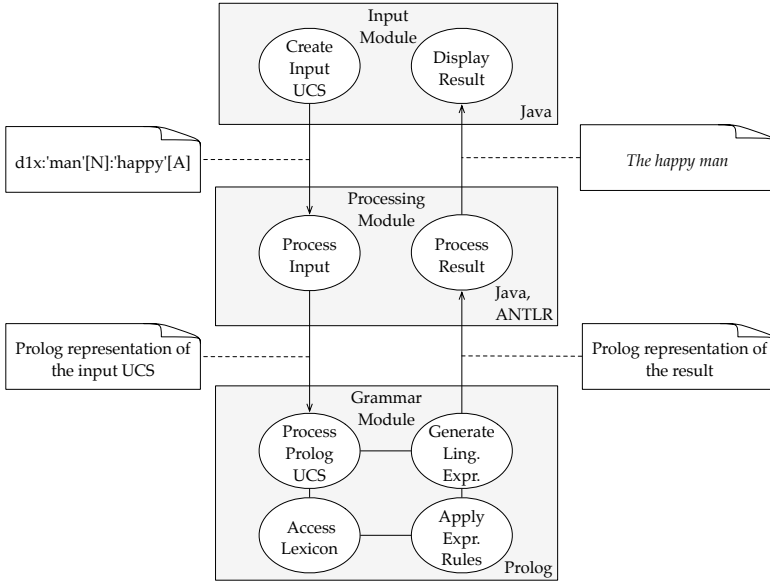 Input
Module
Create
Input
UCS
Display
Result
Java
d1x:'man'[N]:'happy'[A]
The happy man
Processing
Module
Process
Input
Process
Result
Java,
ANTLR
Prolog representation of
the input UCS
Prolog representation of
the result
Grammar
Module
Process
Prolog
UCS
Generate
Ling.
Expr.
Access
Lexicon
Apply
Expr.
Rules
Prolog